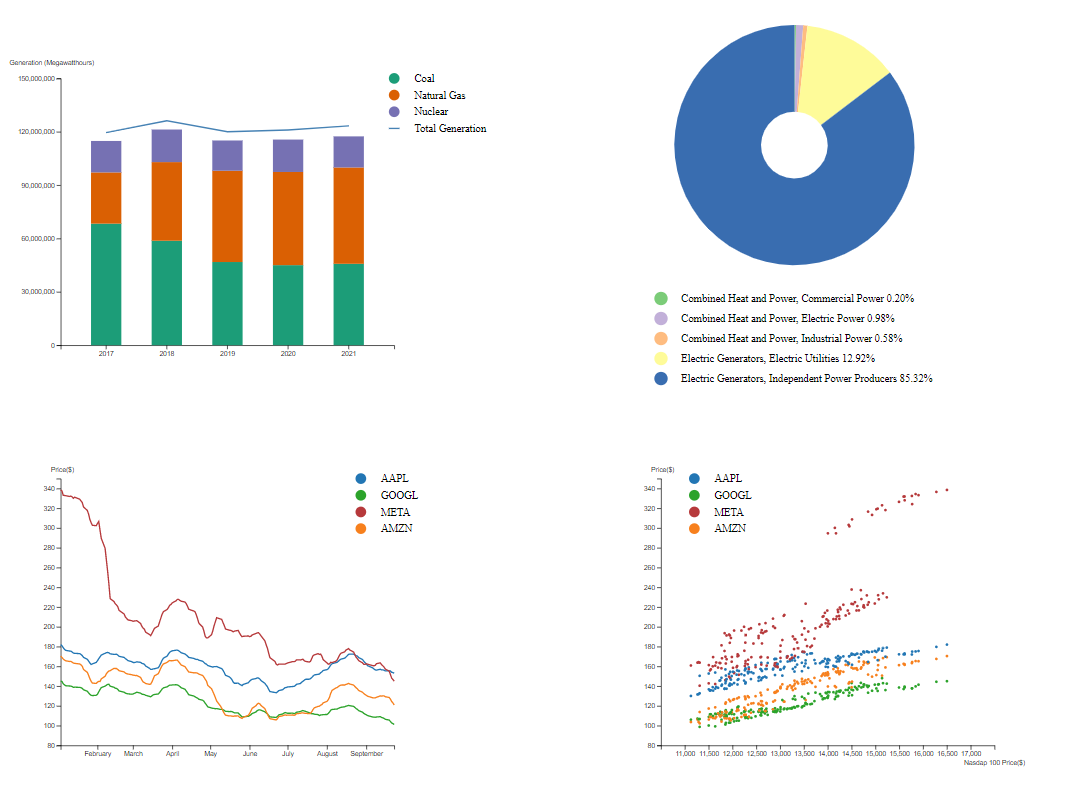 Generation (Megawatthours)
150,000,000
120,000,000
90,000,000
60,000,000
30,000,000
0
2017 2018 2019 2020 2021
Coal
Natural Gas
Nuclear
Total Generation
Combined Heat and Power, Commercial Power 0.20%
Combined Heat and Power, Electric Power 0.98%
Combined Heat and Power, Industrial Power 0.58%
Electric Generators, Electric Utilities 12.92%
Electric Generators, Independent Power Producers 85.32%
Price($)
340
320
300
280
260
240
220
200
180
160
140
120
100
80
February March April May June July August September
AAPL
GOOGL
META
AMZN
Price($)
340
320
300
280
260
240
220
200
180
160
140
120
100
80
11,000 11,500 12,000 12,500 13,000 13,500 14,000 14,500 15,000 15,500 16,000 16,500 17,000
Nasdap 100 Price($)
AAPL
GOOGL
META
AMZN